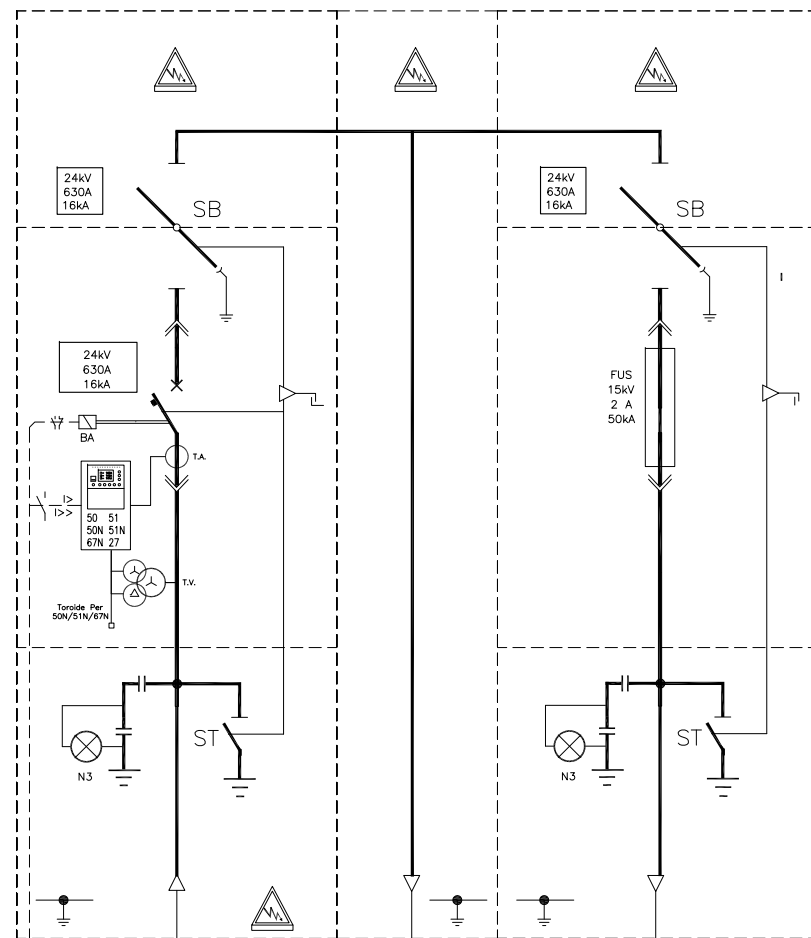 24kV
630A
16kA
SB
24kV
630A
16kA
SB
24kV
630A
16kA
FUS
15kV
2 A
50kA
BA
T.A.
I>
I>>
50 51
50N 51N
67N 27
T.V.
Toroide Per
50N/51N/67N
ST
N3
ST
N3